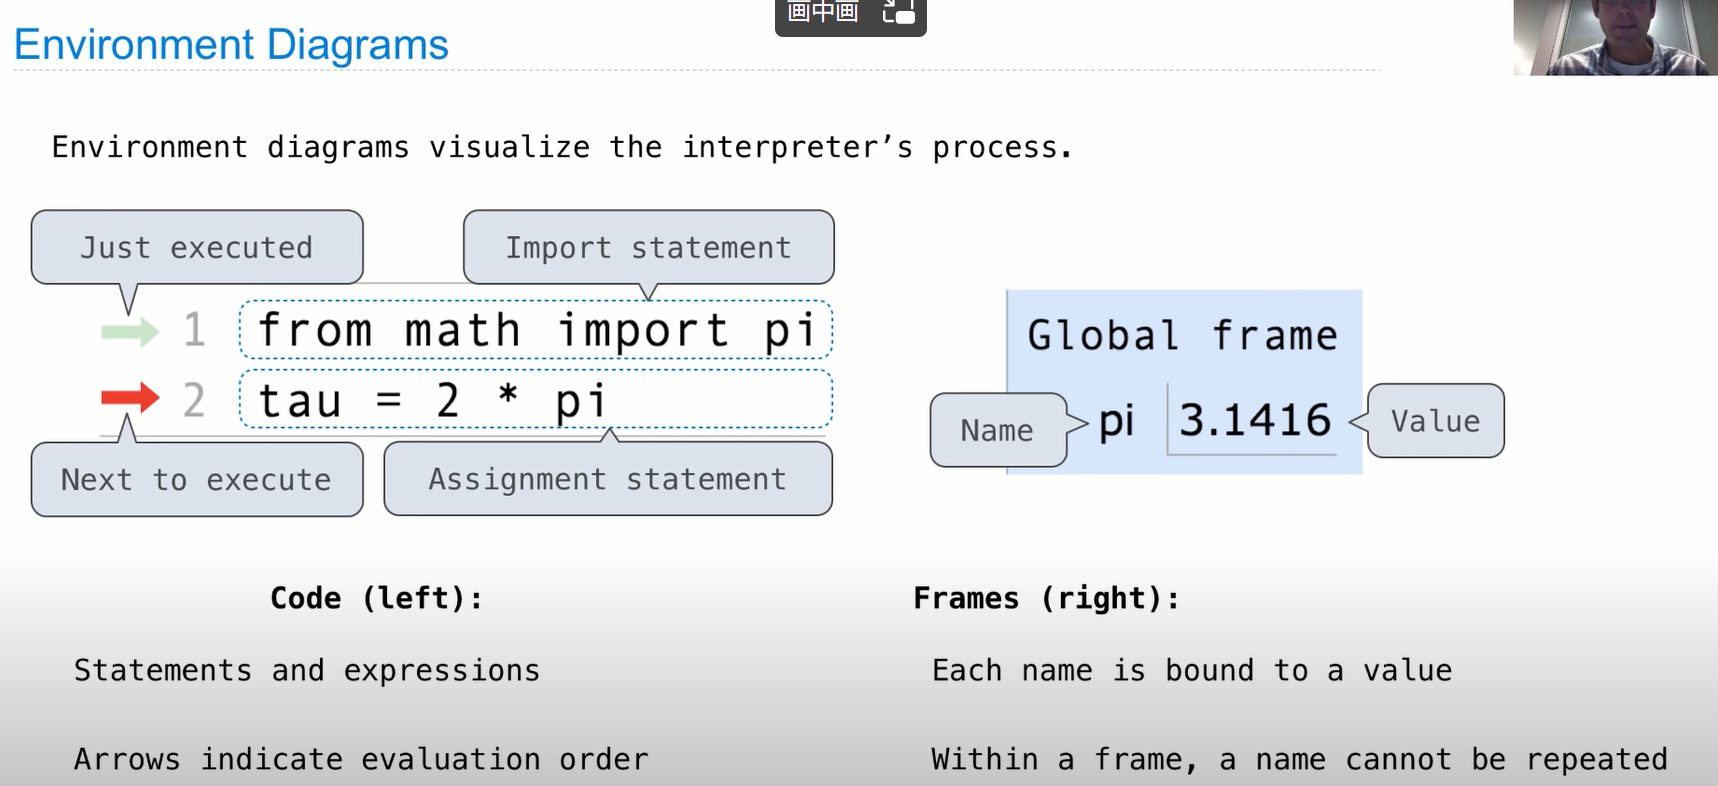 画中画
Environment Diagrams
Environment diagrams visualize the interpreter’s process.
Just executed
Import statement
1 from math import pi
2 tau = 2 * pi
Next to execute
Assignment statement
Global frame
Name
pi 3.1416
Value
Code (left):
Statements and expressions
Arrows indicate evaluation order
Frames (right):
Each name is bound to a value
Within a frame, a name cannot be repeated